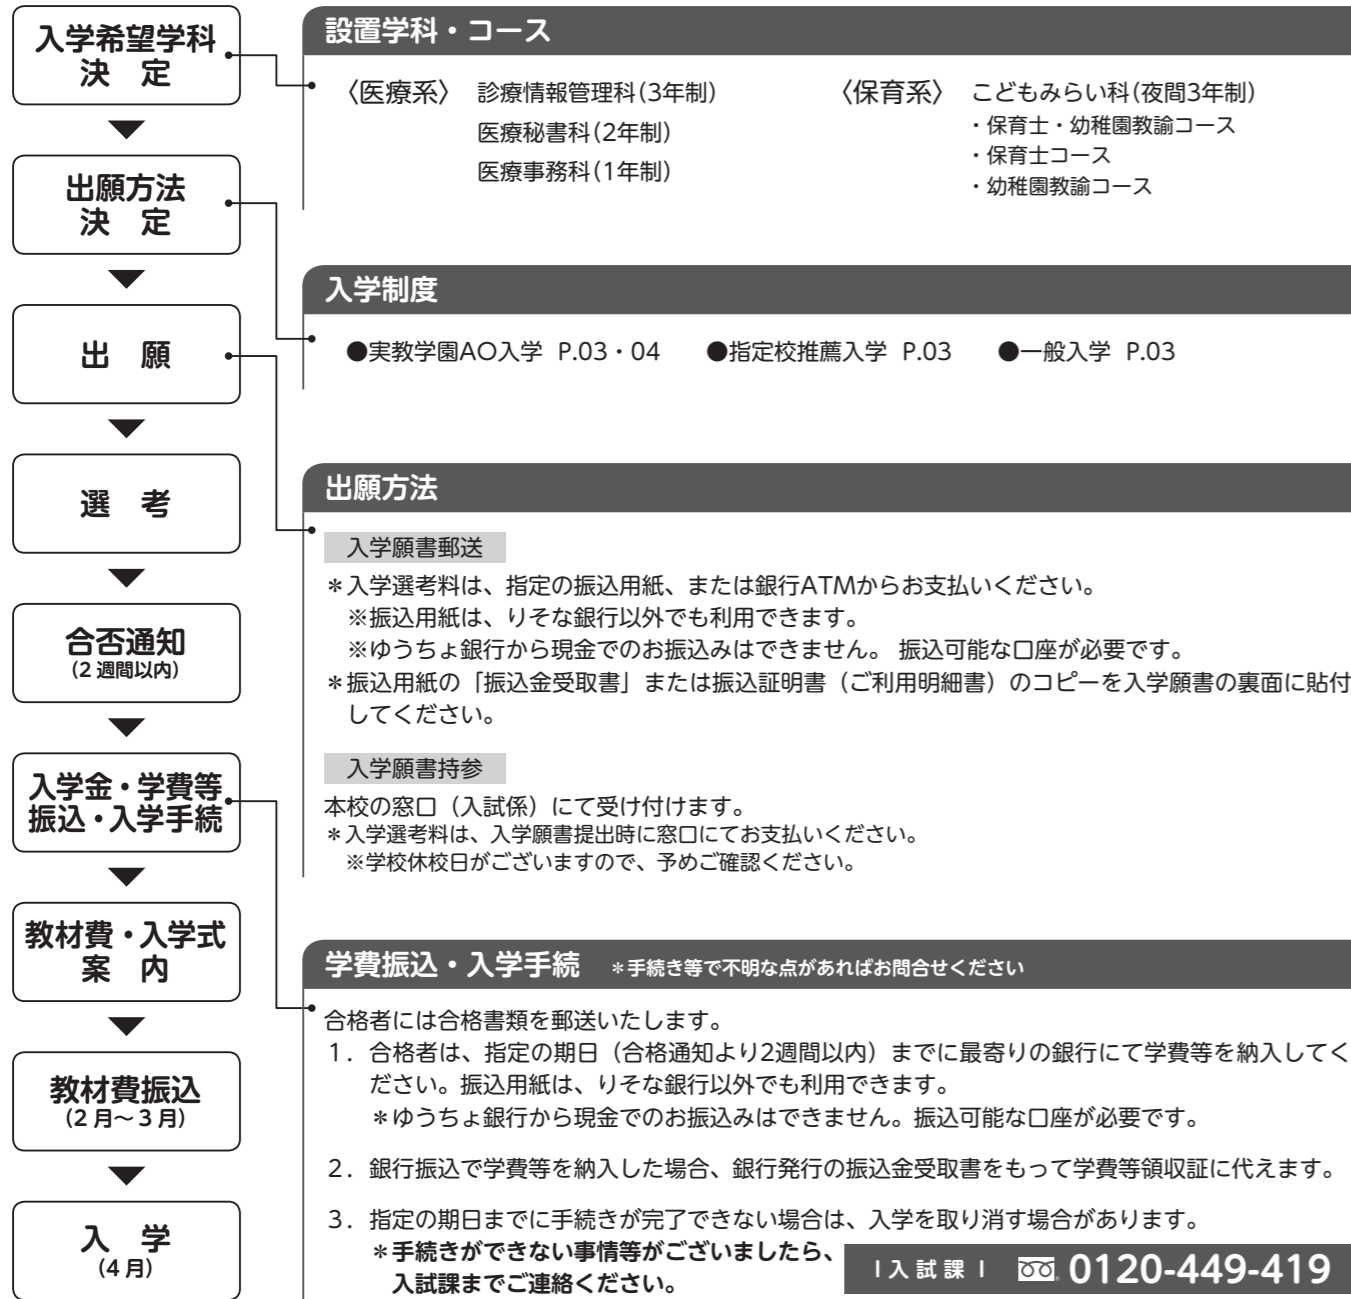 入学希望学科
決 定
出願方法
決 定
出 願
選 考
合否通知
(2 週間以内)
入学金・学費等
振込・入学手続
教材費・入学式
案 内
教材費振込
(2 月〜 3 月)
入 学
(4 月)
設置学科・コース
〈医療系〉 診療情報管理科(3年制)
医療秘書科(2年制)
医療事務科(1年制)
〈保育系〉 こどもみらい科(夜間3年制)
・保育士・幼稚園教諭コース
・保育士コース
・幼稚園教諭コース
入学制度
●実教学園AO入学 P.03・04 ●指定校推薦入学 P.03 ●一般入学 P.03
出願方法
入学願書郵送
＊入学選考料は、指定の振込用紙、または銀行ATMからお支払いください。
※振込用紙は、りそな銀行以外でも利用できます。
※ゆうちょ銀行から現金でのお振込みはできません。 振込可能な口座が必要です。
＊振込用紙の「振込金受取書」または振込証明書（ご利用明細書）のコピーを入学願書の裏面に貼付
してください。
入学願書持参
本校の窓口（入試係）にて受け付けます。
＊入学選考料は、入学願書提出時に窓口にてお支払いください。
※学校休校日がございますので、予めご確認ください。
学費振込・入学手続 ＊手続き等で不明な点があればお問合せください
合格者には合格書類を郵送いたします。
1．合格者は、指定の期日（合格通知より2週間以内）までに最寄りの銀行にて学費等を納入してく
ださい。振込用紙は、りそな銀行以外でも利用できます。
＊ゆうちょ銀行から現金でのお振込みはできません。振込可能な口座が必要です。
2．銀行振込で学費等を納入した場合、銀行発行の振込金受取書をもって学費等領収証に代えます。
3．指定の期日までに手続きが完了できない場合は、入学を取り消す場合があります。
＊手続きができない事情等がございましたら、
入試課までご連絡ください。
| 入 試 課 | 0120-449-419